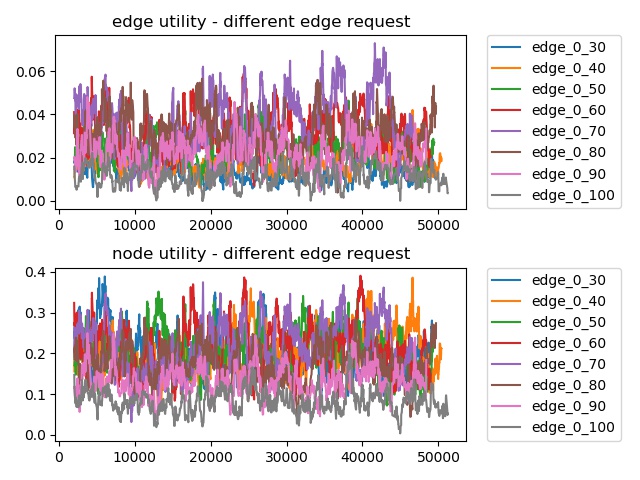 edge utility - different edge request
0.06
0.04
0.02
0.00
0 10000 20000 30000 40000 50000
edge_0_30
edge_0_40
edge_0_50
edge_0_60
edge_0_70
edge_0_80
edge_0_90
edge_0_100
node utility - different edge request
0.4
0.3
0.2
0.1
0.0
0 10000 20000 30000 40000 50000
edge_0_30
edge_0_40
edge_0_50
edge_0_60
edge_0_70
edge_0_80
edge_0_90
edge_0_100